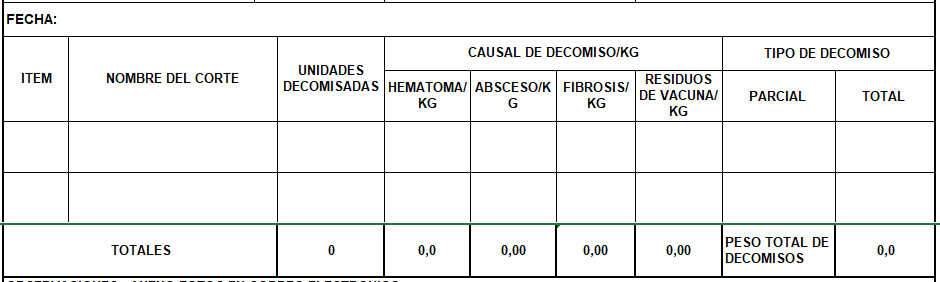 FECHA:
CAUSAL DE DECOMISO/KG
TIPO DE DECOMISO
ITEM
NOMBRE DEL CORTE
UNIDADES
DECOMISADAS
HEMATOMA/
KG
ABSCESO/K
G
FIBROSIS/
KG
RESIDUOS
DE VACUNA/
KG
PARCIAL
TOTAL
TOTALES
0
0,0
0,00
0,00
0,00
PESO TOTAL DE
DECOMISOS
0,0